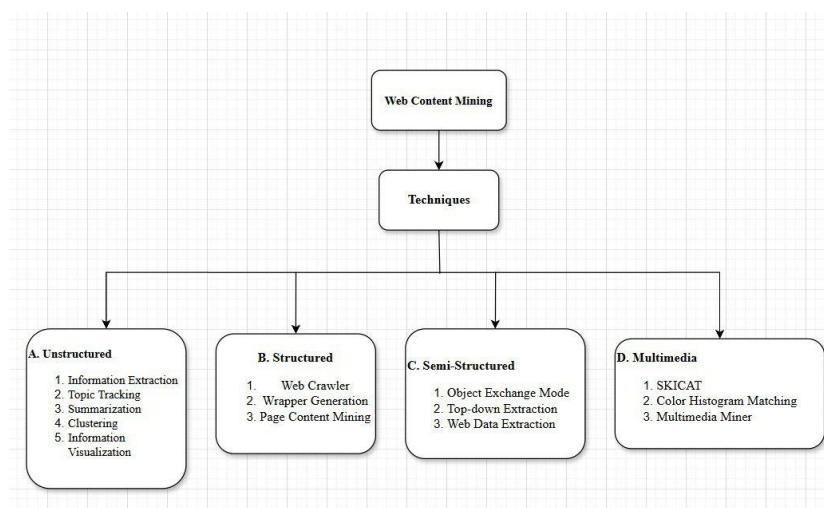 Web Content Mining
Techniques
A. Unstructured
1. Information Extraction
2. Topic Tracking
3. Summarization
4. Clustering
5. Information
Visualization
B. Structured
1. Web Crawler
2. Wrapper Generation
3. Page Content Mining
C. Semi-Structured
1. Object Exchange Mode
2. Top-down Extraction
3. Web Data Extraction
D. Multimedia
1. SKICAT
2. Color Histogram Matching
3. Multimedia Miner